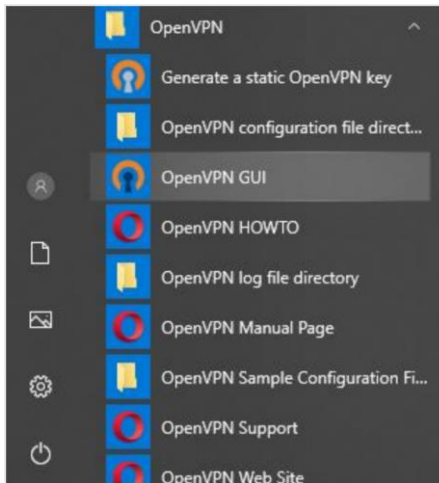 OpenVPN
Generate a static OpenVPN key
OpenVPN configuration file direct...
OpenVPN GUI
OpenVPN HOWTO
OpenVPN log file directory
OpenVPN Manual Page
OpenVPN Sample Configuration Fi...
OpenVPN Support
OpenVPN Web Site